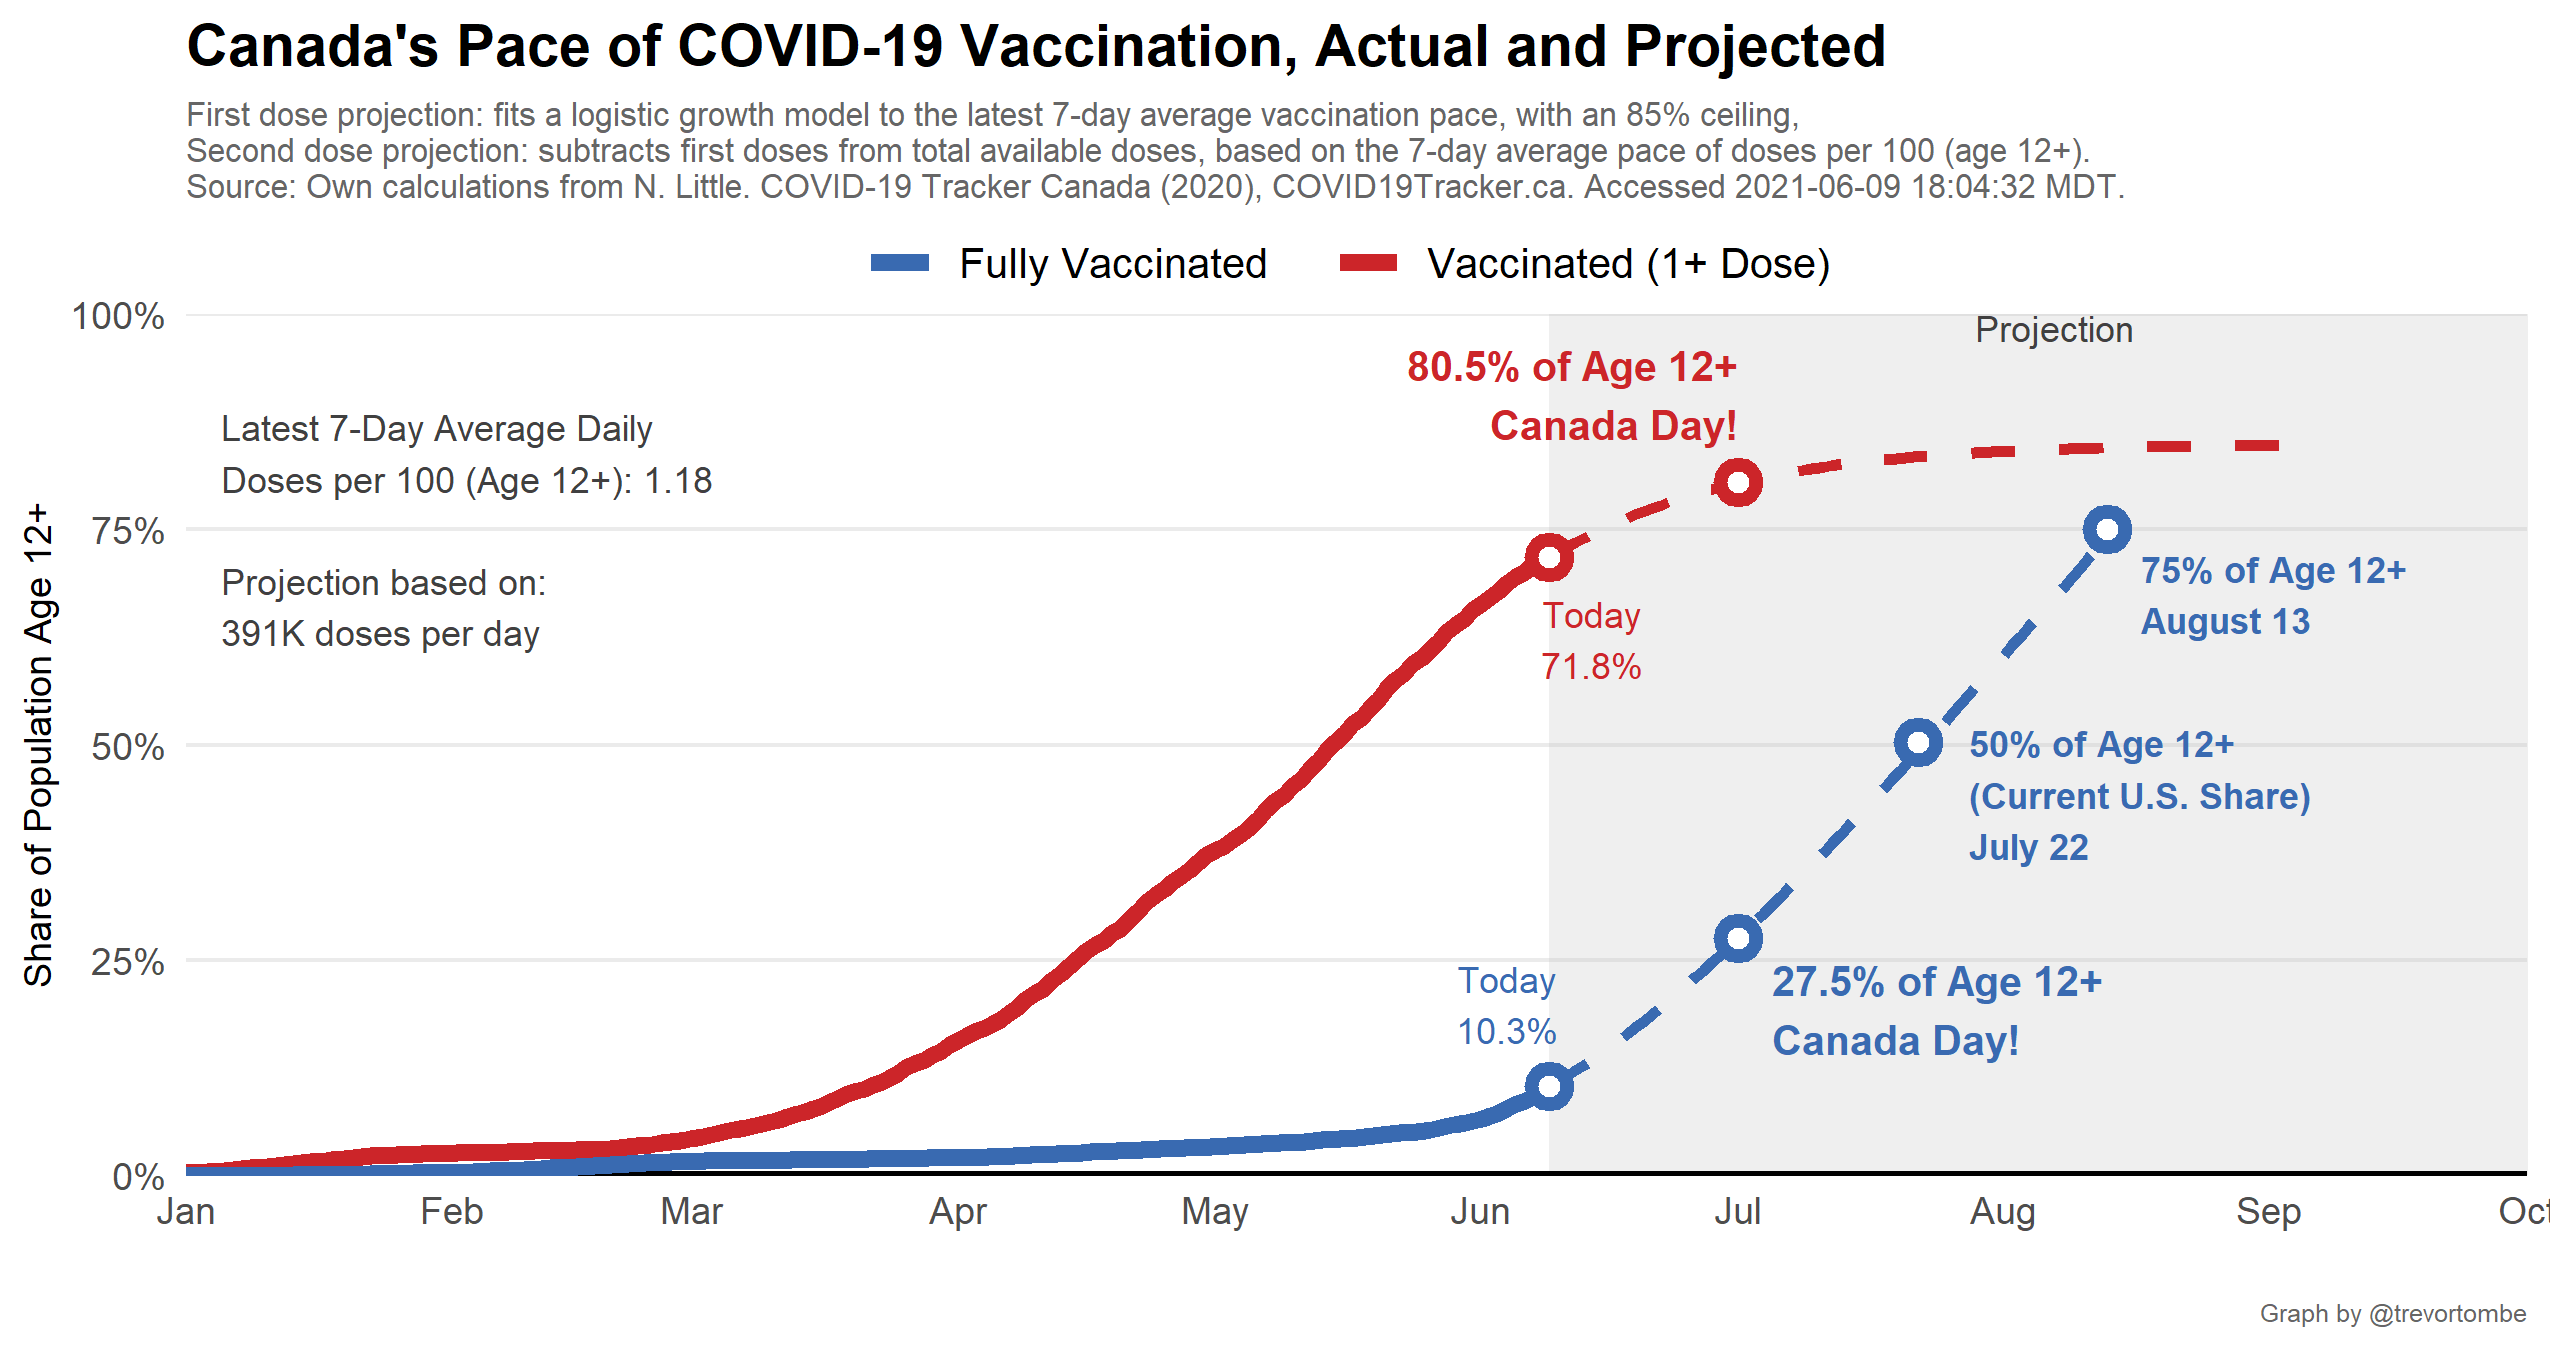 Canada's Pace of COVID-19 Vaccination, Actual and Projected
First dose projection: fits a logistic growth model to the latest 7-day average vaccination pace, with an 85% ceiling,
Second dose projection: subtracts first doses from total available doses, based on the 7-day average pace of doses per 100 (age 12+).
Source: Own calculations from N. Little. COVID-19 Tracker Canada (2020), COVID19Tracker.ca. Accessed 2021-06-09 18:04:32 MDT.
Fully Vaccinated
Vaccinated (1+ Dose)
Share of Population Age 12+
100%
75%
50%
25%
0%
Projection
80.5% of Age 12+
Canada Day!
Latest 7-Day Average Daily
Doses per 100 (Age 12+): 1.18
Projection based on:
391K doses per day
Today
71.8%
75% of Age 12+
August 13
50% of Age 12+
(Current U.S. Share)
July 22
Today
10.3%
27.5% of Age 12+
Canada Day!
Jan
Feb
Mar
Apr
May
Jun
Jul
Aug
Sep
Oct
Graph by @trevortombe